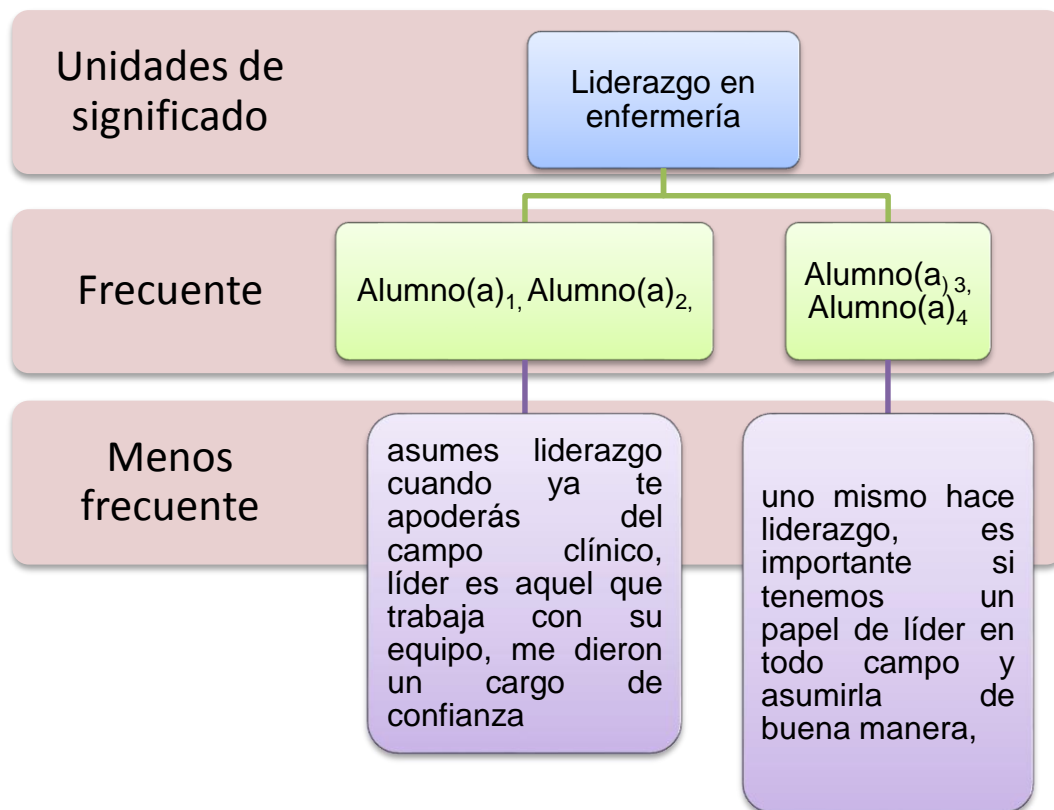 Unidades de
significado
Liderazgo en
enfermería
Frecuente
Alumno(a)1, Alumno(a)2,
Alumno(a) 3,
Alumno(a)4
Menos
frecuente
asumes liderazgo
cuando ya te
apoderás del
campo clínico,
líder es aquel que
trabaja con su
equipo, me dieron
un cargo de
confianza
uno mismo hace
liderazgo, es
importante si
tenemos un
papel de líder en
todo campo y
asumirla de
buena manera,